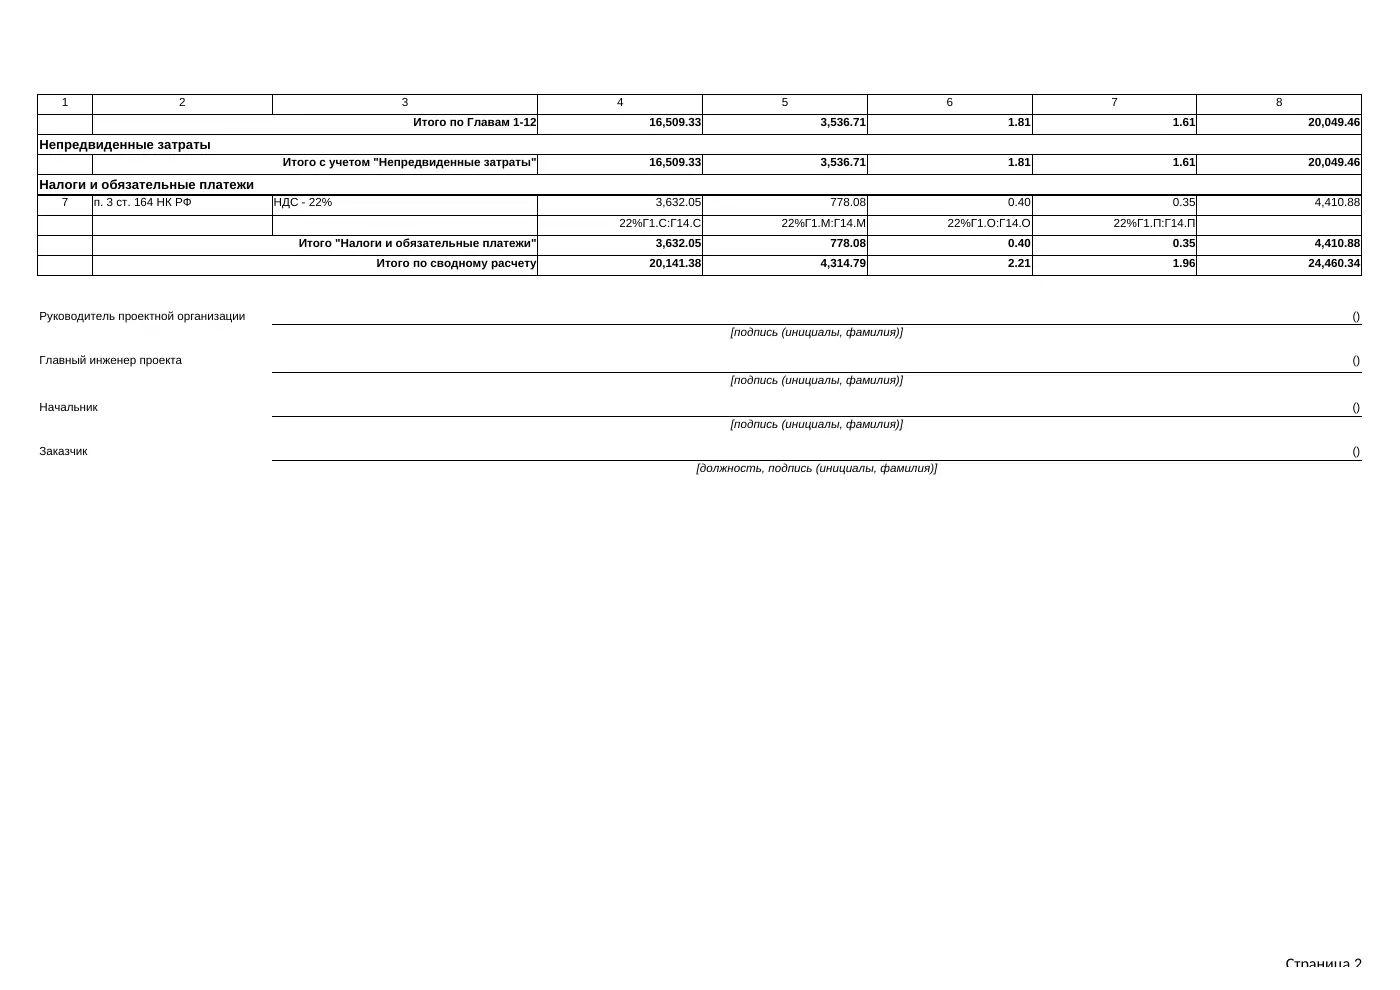 1 2 3 4 5 6 7 8
Итого по Главам 1-12 16,509.33 3,536.71 1.81 1.61 20,049.46
Непредвиденные затраты
Итого с учетом "Непредвиденные затраты" 16,509.33 3,536.71 1.81 1.61 20,049.46
Налоги и обязательные платежи
7 п. 3 ст. 164 НК РФ НДС - 22% 3,632.05 778.08 0.40 0.35 4,410.88
22%Г1.С:Г14.С 22%Г1.М:Г14.М 22%Г1.О:Г14.О 22%Г1.П:Г14.П
Итого "Налоги и обязательные платежи" 3,632.05 778.08 0.40 0.35 4,410.88
Итого по сводному расчету 20,141.38 4,314.79 2.21 1.96 24,460.34
Руководитель проектной организации ()
[подпись (инициалы, фамилия)]
Главный инженер проекта ()
[подпись (инициалы, фамилия)]
Начальник ()
[подпись (инициалы, фамилия)]
Заказчик ()
[должность, подпись (инициалы, фамилия)]
Страница 2